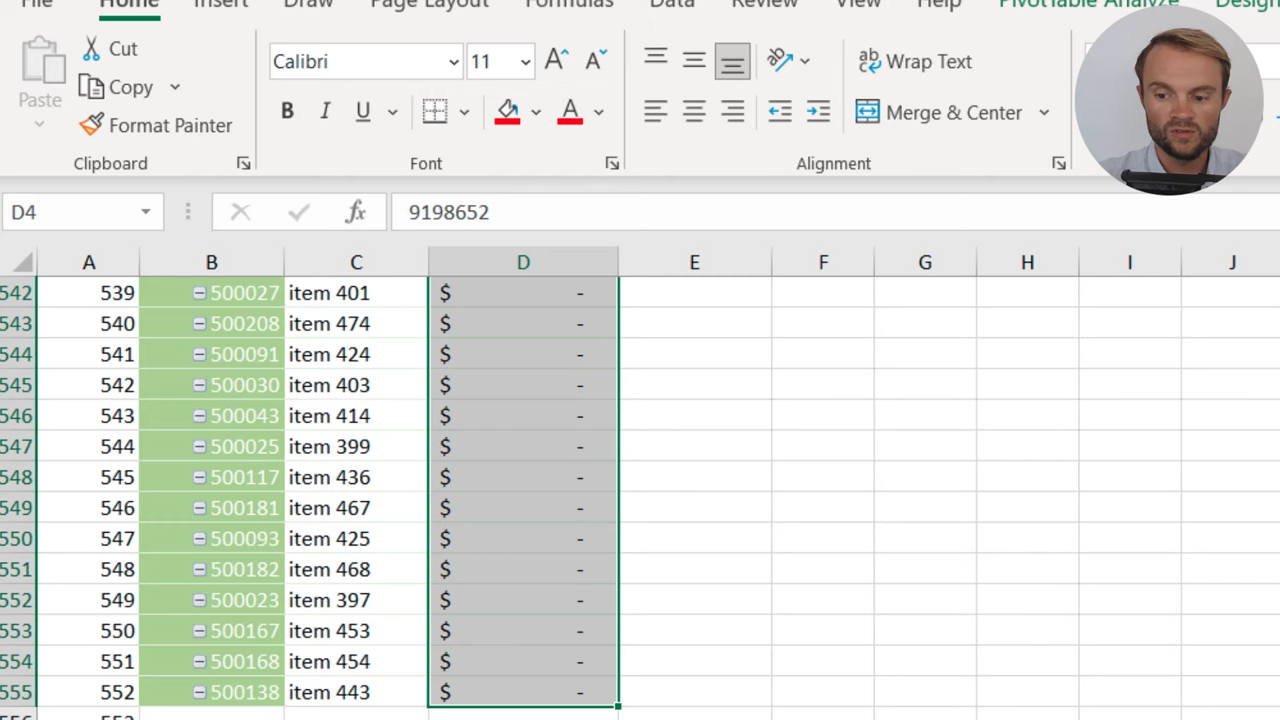 File Home Insert Draw Page Layout Formulas Data Review View Help PivotTable Analyze Design
Cut
Calibri 11 A A ab Wrap Text
Paste Copy
B I U A Merge & Center
Format Painter
Clipboard Font Alignment
D4 fx 9198652
A B C D E F G H I J
542 539 500027 item 401 $ -
543 540 500208 item 474 $ -
544 541 500091 item 424 $ -
545 542 500030 item 403 $ -
546 543 500043 item 414 $ -
547 544 500025 item 399 $ -
548 545 500117 item 436 $ -
549 546 500181 item 467 $ -
550 547 500093 item 425 $ -
551 548 500182 item 468 $ -
552 549 500023 item 397 $ -
553 550 500167 item 453 $ -
554 551 500168 item 454 $ -
555 552 500138 item 443 $ -
556 553